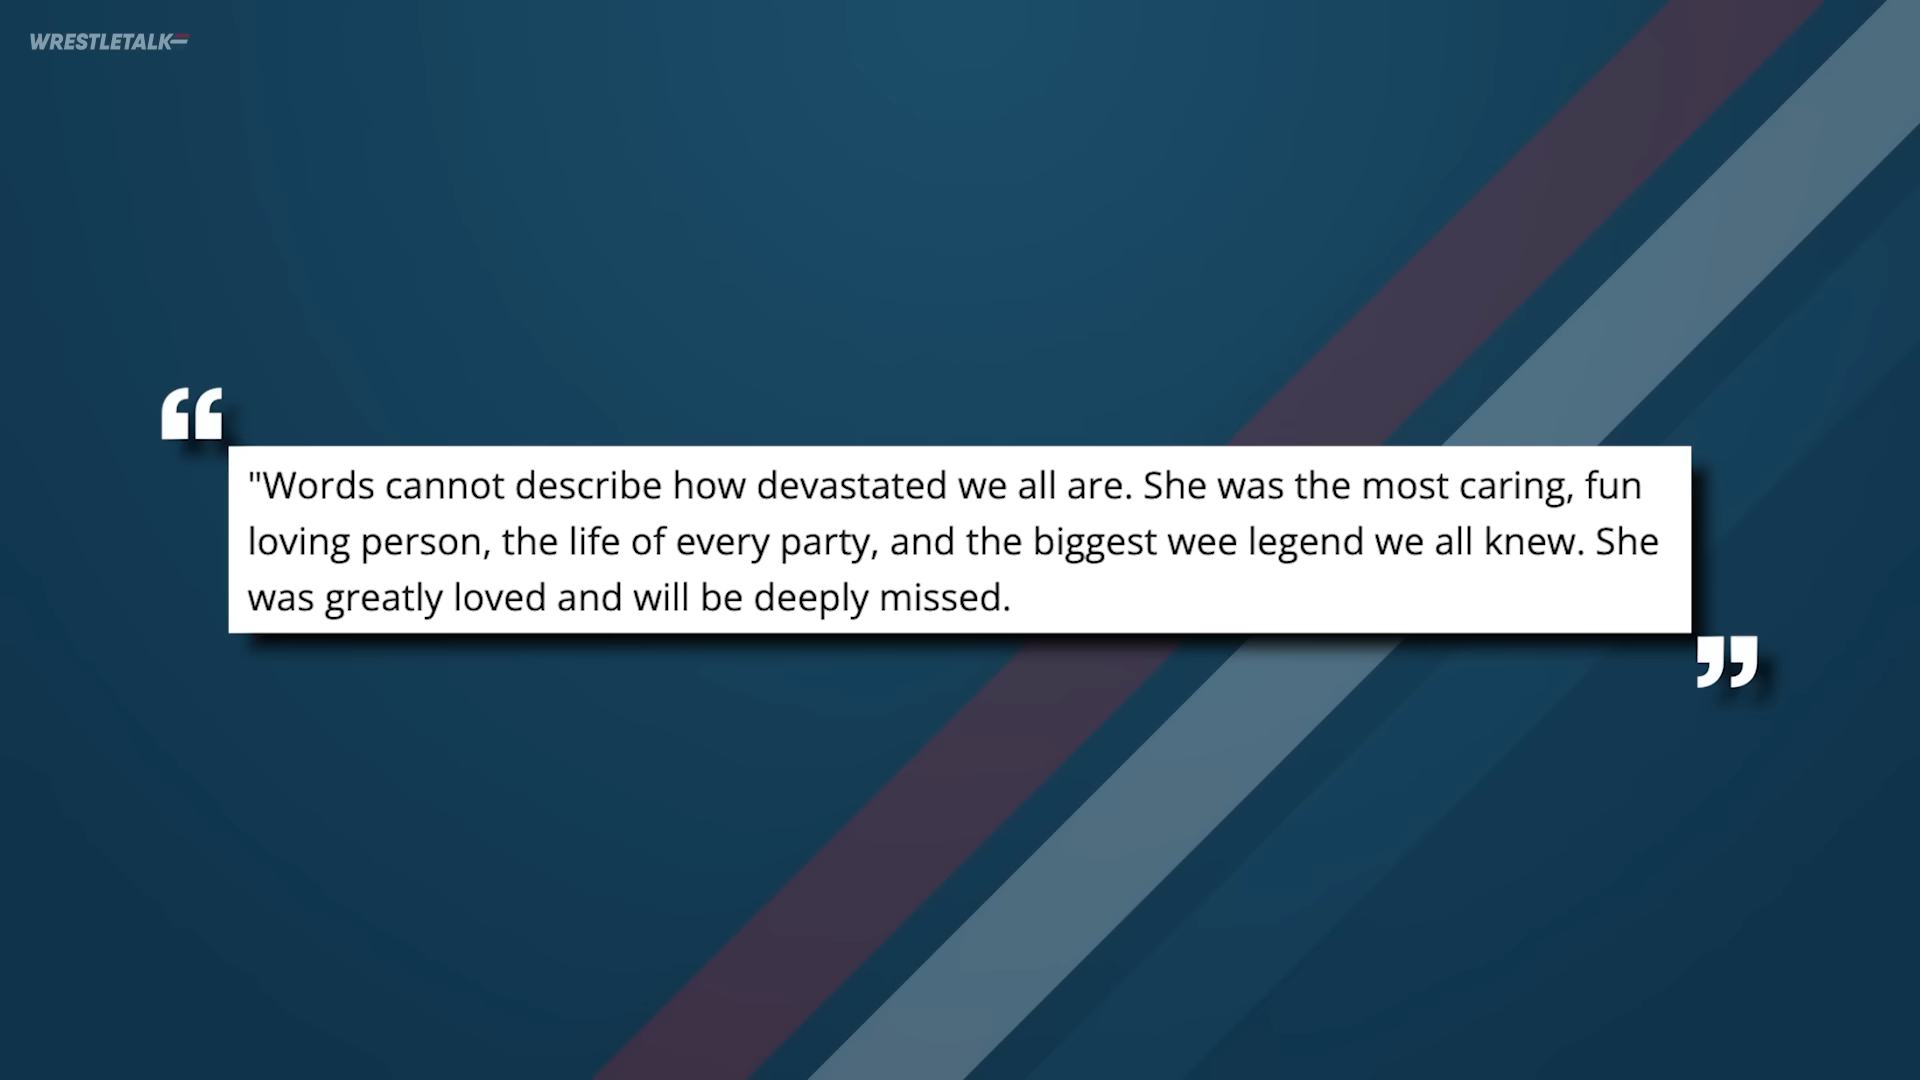 WRESTLETALK
“
"Words cannot describe how devastated we all are. She was the most caring, fun
loving person, the life of every party, and the biggest wee legend we all knew. She
was greatly loved and will be deeply missed.
”